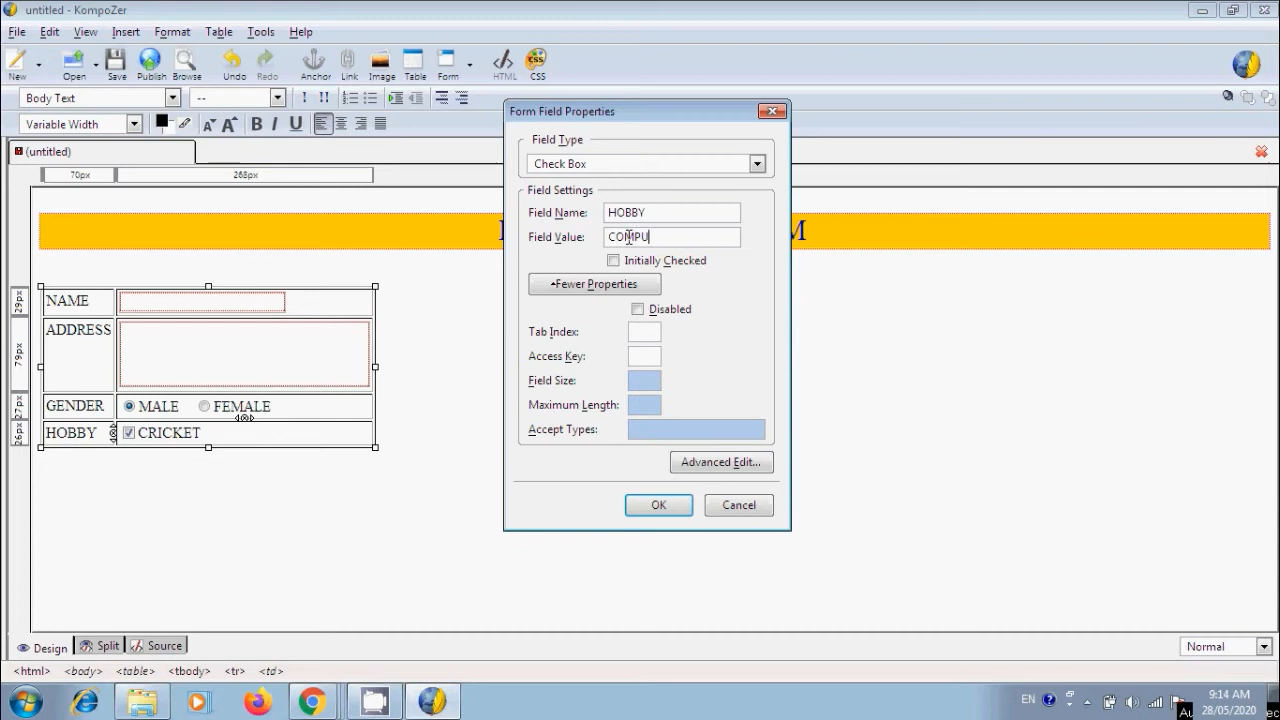 untitled - KompoZer
File Edit View Insert Format Table Tools Help
New Open Save Publish Browse Undo Redo Anchor Link Image Table Form HTML CSS
Body Text --
Variable Width
(untitled)
70px 268px
M
29px
79px
27px
26px
NAME
ADDRESS
GENDER MALE FEMALE
HOBBY CRICKET
Form Field Properties
Field Type
Check Box
Field Settings
Field Name: HOBBY
Field Value: COMPU
Initially Checked
Fewer Properties
Disabled
Tab Index:
Access Key:
Field Size:
Maximum Length:
Accept Types:
Advanced Edit...
OK Cancel
Design Split Source Normal
<html> <body> <table> <tbody> <tr> <td>
EN 9:14 AM
28/05/2020